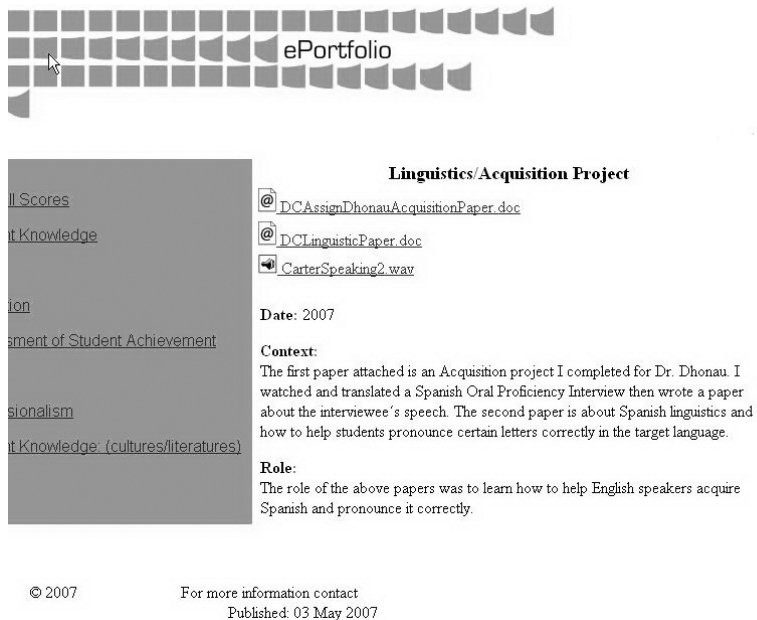 ePortfolio
ll Scores
nt Knowledge
tion
sment of Student Achievement
sionalism
nt Knowledge: (cultures/literatures)
Linguistics/Acquisition Project
DCAssignDhonauAcquisitionPaper.doc
DCLinguisticPaper.doc
CarterSpeaking2.wav
Date: 2007
Context:
The first paper attached is an Acquisition project I completed for Dr. Dhonau. I
watched and translated a Spanish Oral Proficiency Interview then wrote a paper
about the interviewee´s speech. The second paper is about Spanish linguistics and
how to help students pronounce certain letters correctly in the target language.
Role:
The role of the above papers was to learn how to help English speakers acquire
Spanish and pronounce it correctly.
© 2007 For more information contact
Published: 03 May 2007